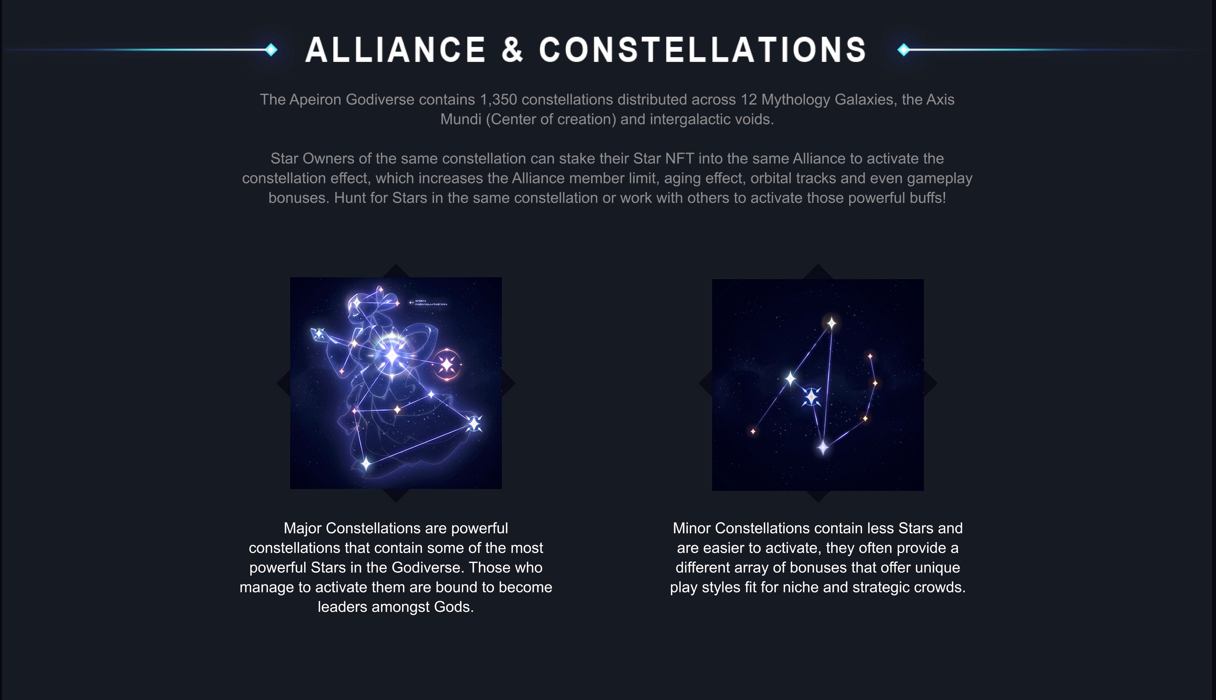 ALLIANCE & CONSTELLATIONS
The Apeiron Godiverse contains 1,350 constellations distributed across 12 Mythology Galaxies, the Axis
Mundi (Center of creation) and intergalactic voids.
Star Owners of the same constellation can stake their Star NFT into the same Alliance to activate the
constellation effect, which increases the Alliance member limit, aging effect, orbital tracks and even gameplay
bonuses. Hunt for Stars in the same constellation or work with others to activate those powerful buffs!
Major Constellations are powerful
constellations that contain some of the most
powerful Stars in the Godiverse. Those who
manage to activate them are bound to become
leaders amongst Gods.
Minor Constellations contain less Stars and
are easier to activate, they often provide a
different array of bonuses that offer unique
play styles fit for niche and strategic crowds.